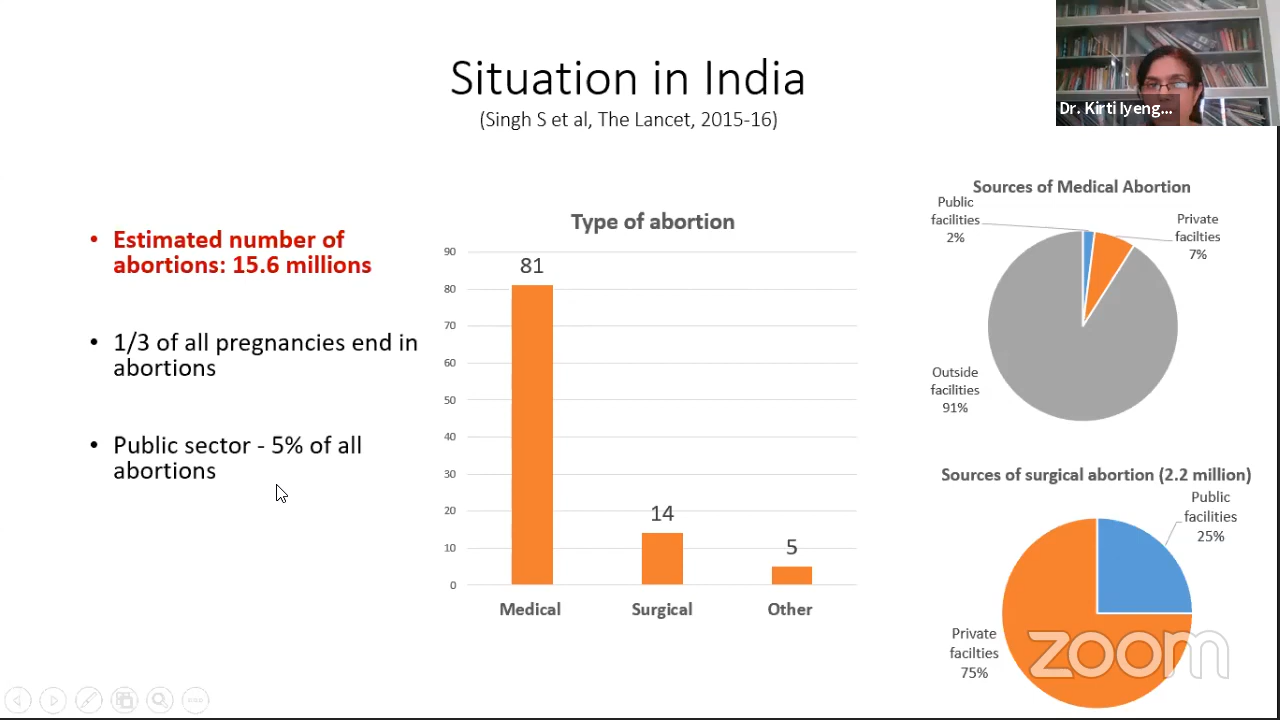 Situation in India
(Singh S et al, The Lancet, 2015-16)
Dr. Kirti Iyeng...
• Estimated number of
abortions: 15.6 millions
• 1/3 of all pregnancies end in
abortions
• Public sector - 5% of all
abortions
Type of abortion
90
80
70
60
50
40
30
20
10
0
81
14
5
Medical
Surgical
Other
Sources of Medical Abortion
Public
facilities
2%
Private
facilties
7%
Outside
facilities
91%
Sources of surgical abortion (2.2 million)
Public
facilities
25%
Private
facilties
75%
zoom